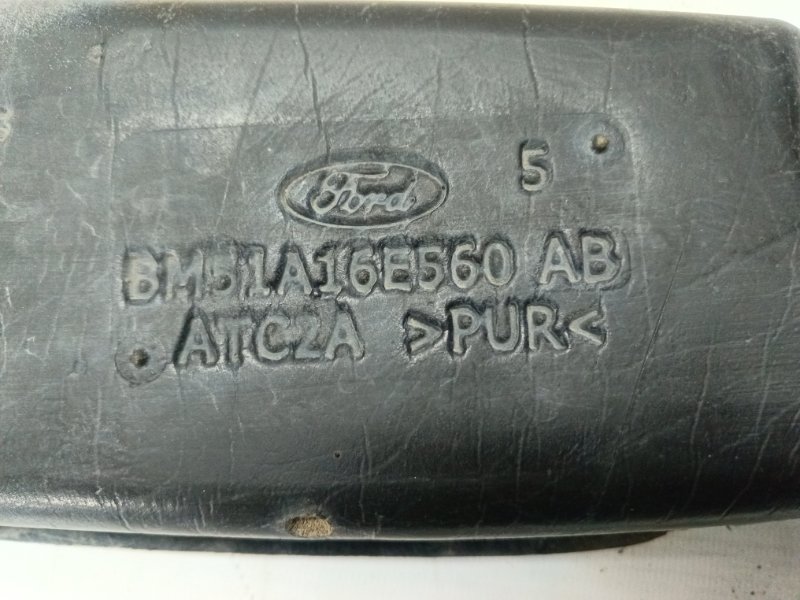 Ford 5
BM51A16E560 AB
ATC2A >PUR<